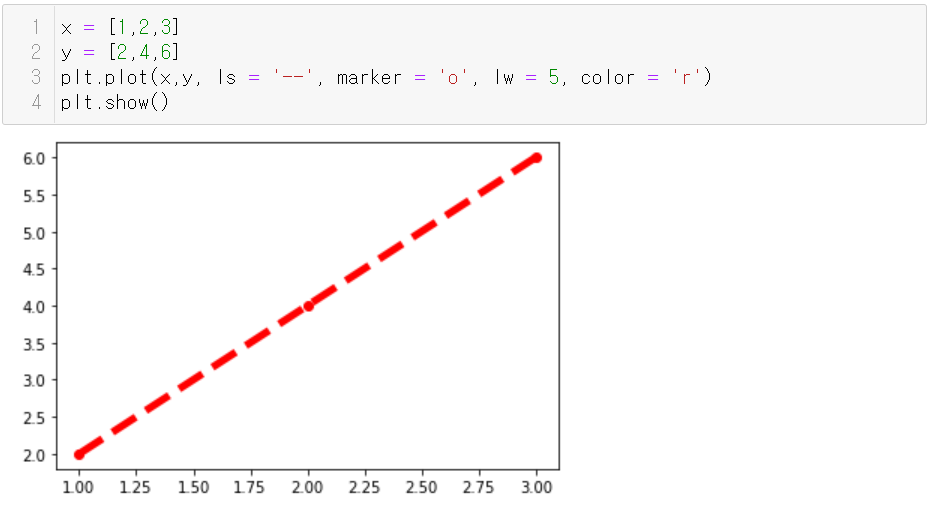 1 x = [1,2,3]
2 y = [2,4,6]
3 plt.plot(x,y, ls = '--', marker = 'o', lw = 5, color = 'r')
4 plt.show()
6.0
5.5
5.0
4.5
4.0
3.5
3.0
2.5
2.0
1.00 1.25 1.50 1.75 2.00 2.25 2.50 2.75 3.00